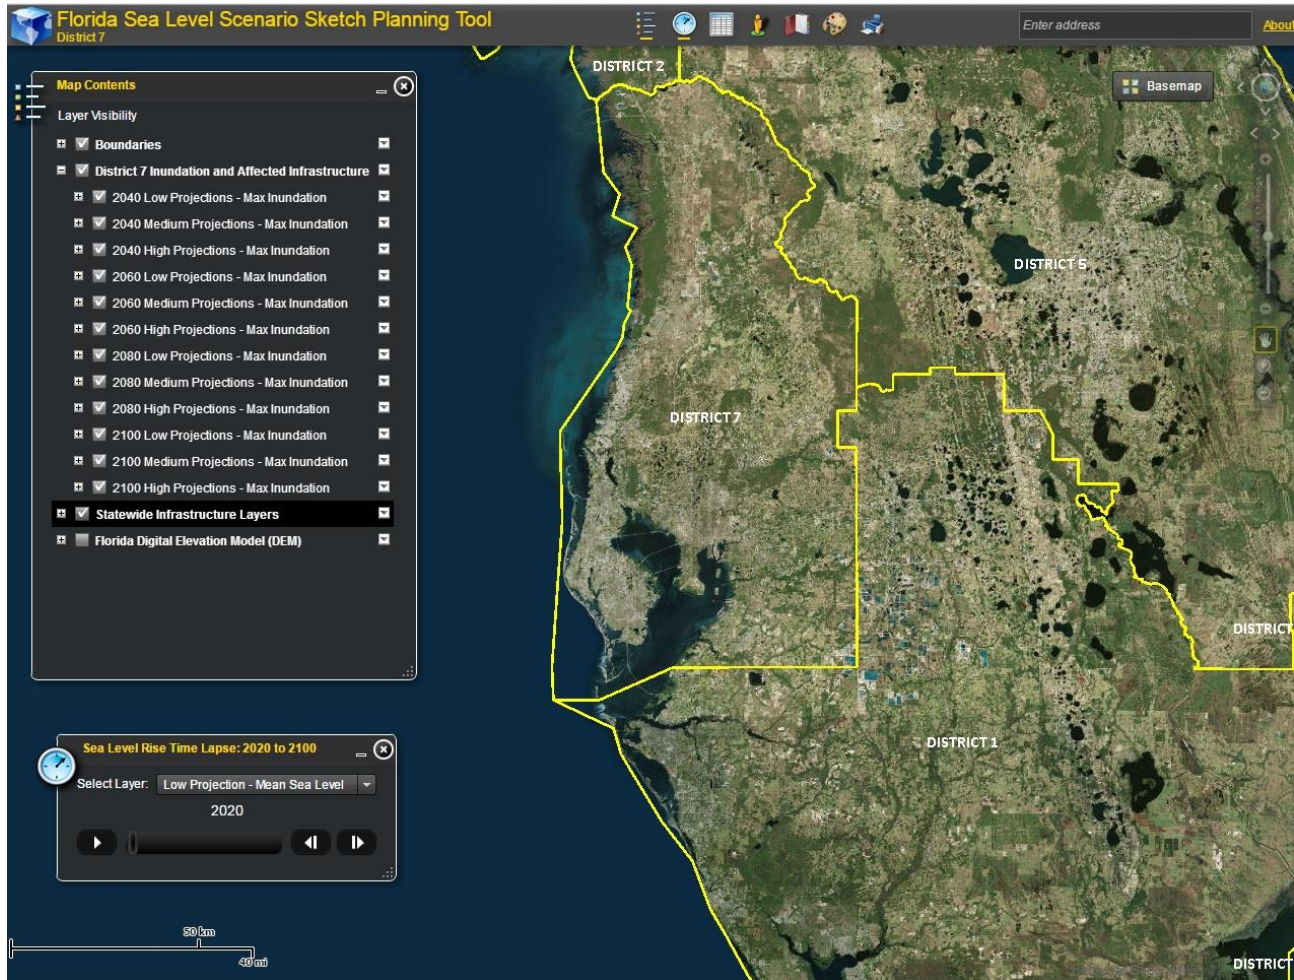 Florida Sea Level Scenario Sketch Planning Tool
District 7
Enter address
About
Map Contents
Layer Visibility
Boundaries
District 7 Inundation and Affected Infrastructure
2040 Low Projections - Max Inundation
2040 Medium Projections - Max Inundation
2040 High Projections - Max Inundation
2060 Low Projections - Max Inundation
2060 Medium Projections - Max Inundation
2060 High Projections - Max Inundation
2080 Low Projections - Max Inundation
2080 Medium Projections - Max Inundation
2080 High Projections - Max Inundation
2100 Low Projections - Max Inundation
2100 Medium Projections - Max Inundation
2100 High Projections - Max Inundation
Statewide Infrastructure Layers
Florida Digital Elevation Model (DEM)
Sea Level Rise Time Lapse: 2020 to 2100
Select Layer: Low Projection - Mean Sea Level
2020
50 km
40 mi
DISTRICT 2
Basemap
DISTRICT 5
DISTRICT 7
DISTRICT
DISTRICT 1
DISTRICT